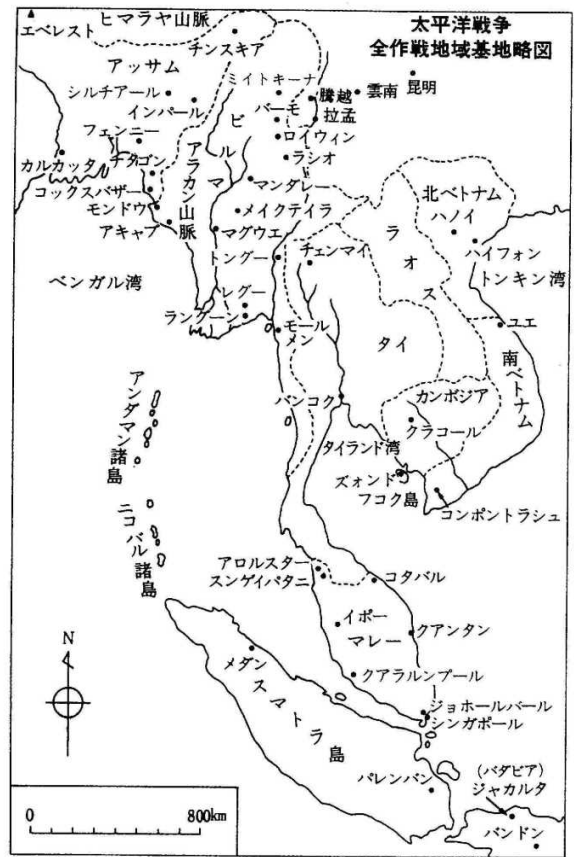 太平洋戦争
全作戦地域基地略図
エベレスト
ヒマラヤ山脈
チンスキア
アッサム
シルチアール
インパール
フェンニー
カルカッタ
チタゴン
コックスバザー
モンドウ
アキャブ
アラカン山脈
ビルマ
ミイトキーナ
バーモ
ロイウィン
ラシオ
騰越
拉孟
雲南
昆明
マンダレー
メイクテイラ
マグウエ
トングー
チェンマイ
レグー
ラングーン
モールメン
ベンガル湾
北ベトナム
ハノイ
ハイフォン
トンキン湾
ラオス
ユエ
タイ
南ベトナム
バンコク
カンボジア
クラコール
タイランド湾
ズォンド
フコク島
コンポントラシュ
アンダマン諸島
ニコバル諸島
アロルスター
スンゲイパタニ
コタバル
イポー
マレー
クアンタン
クアラルンプール
メダン
スマトラ島
ジョホールバール
シンガポール
パレンバン
(バダビア)
ジャカルタ
バンドン
N
0 800km